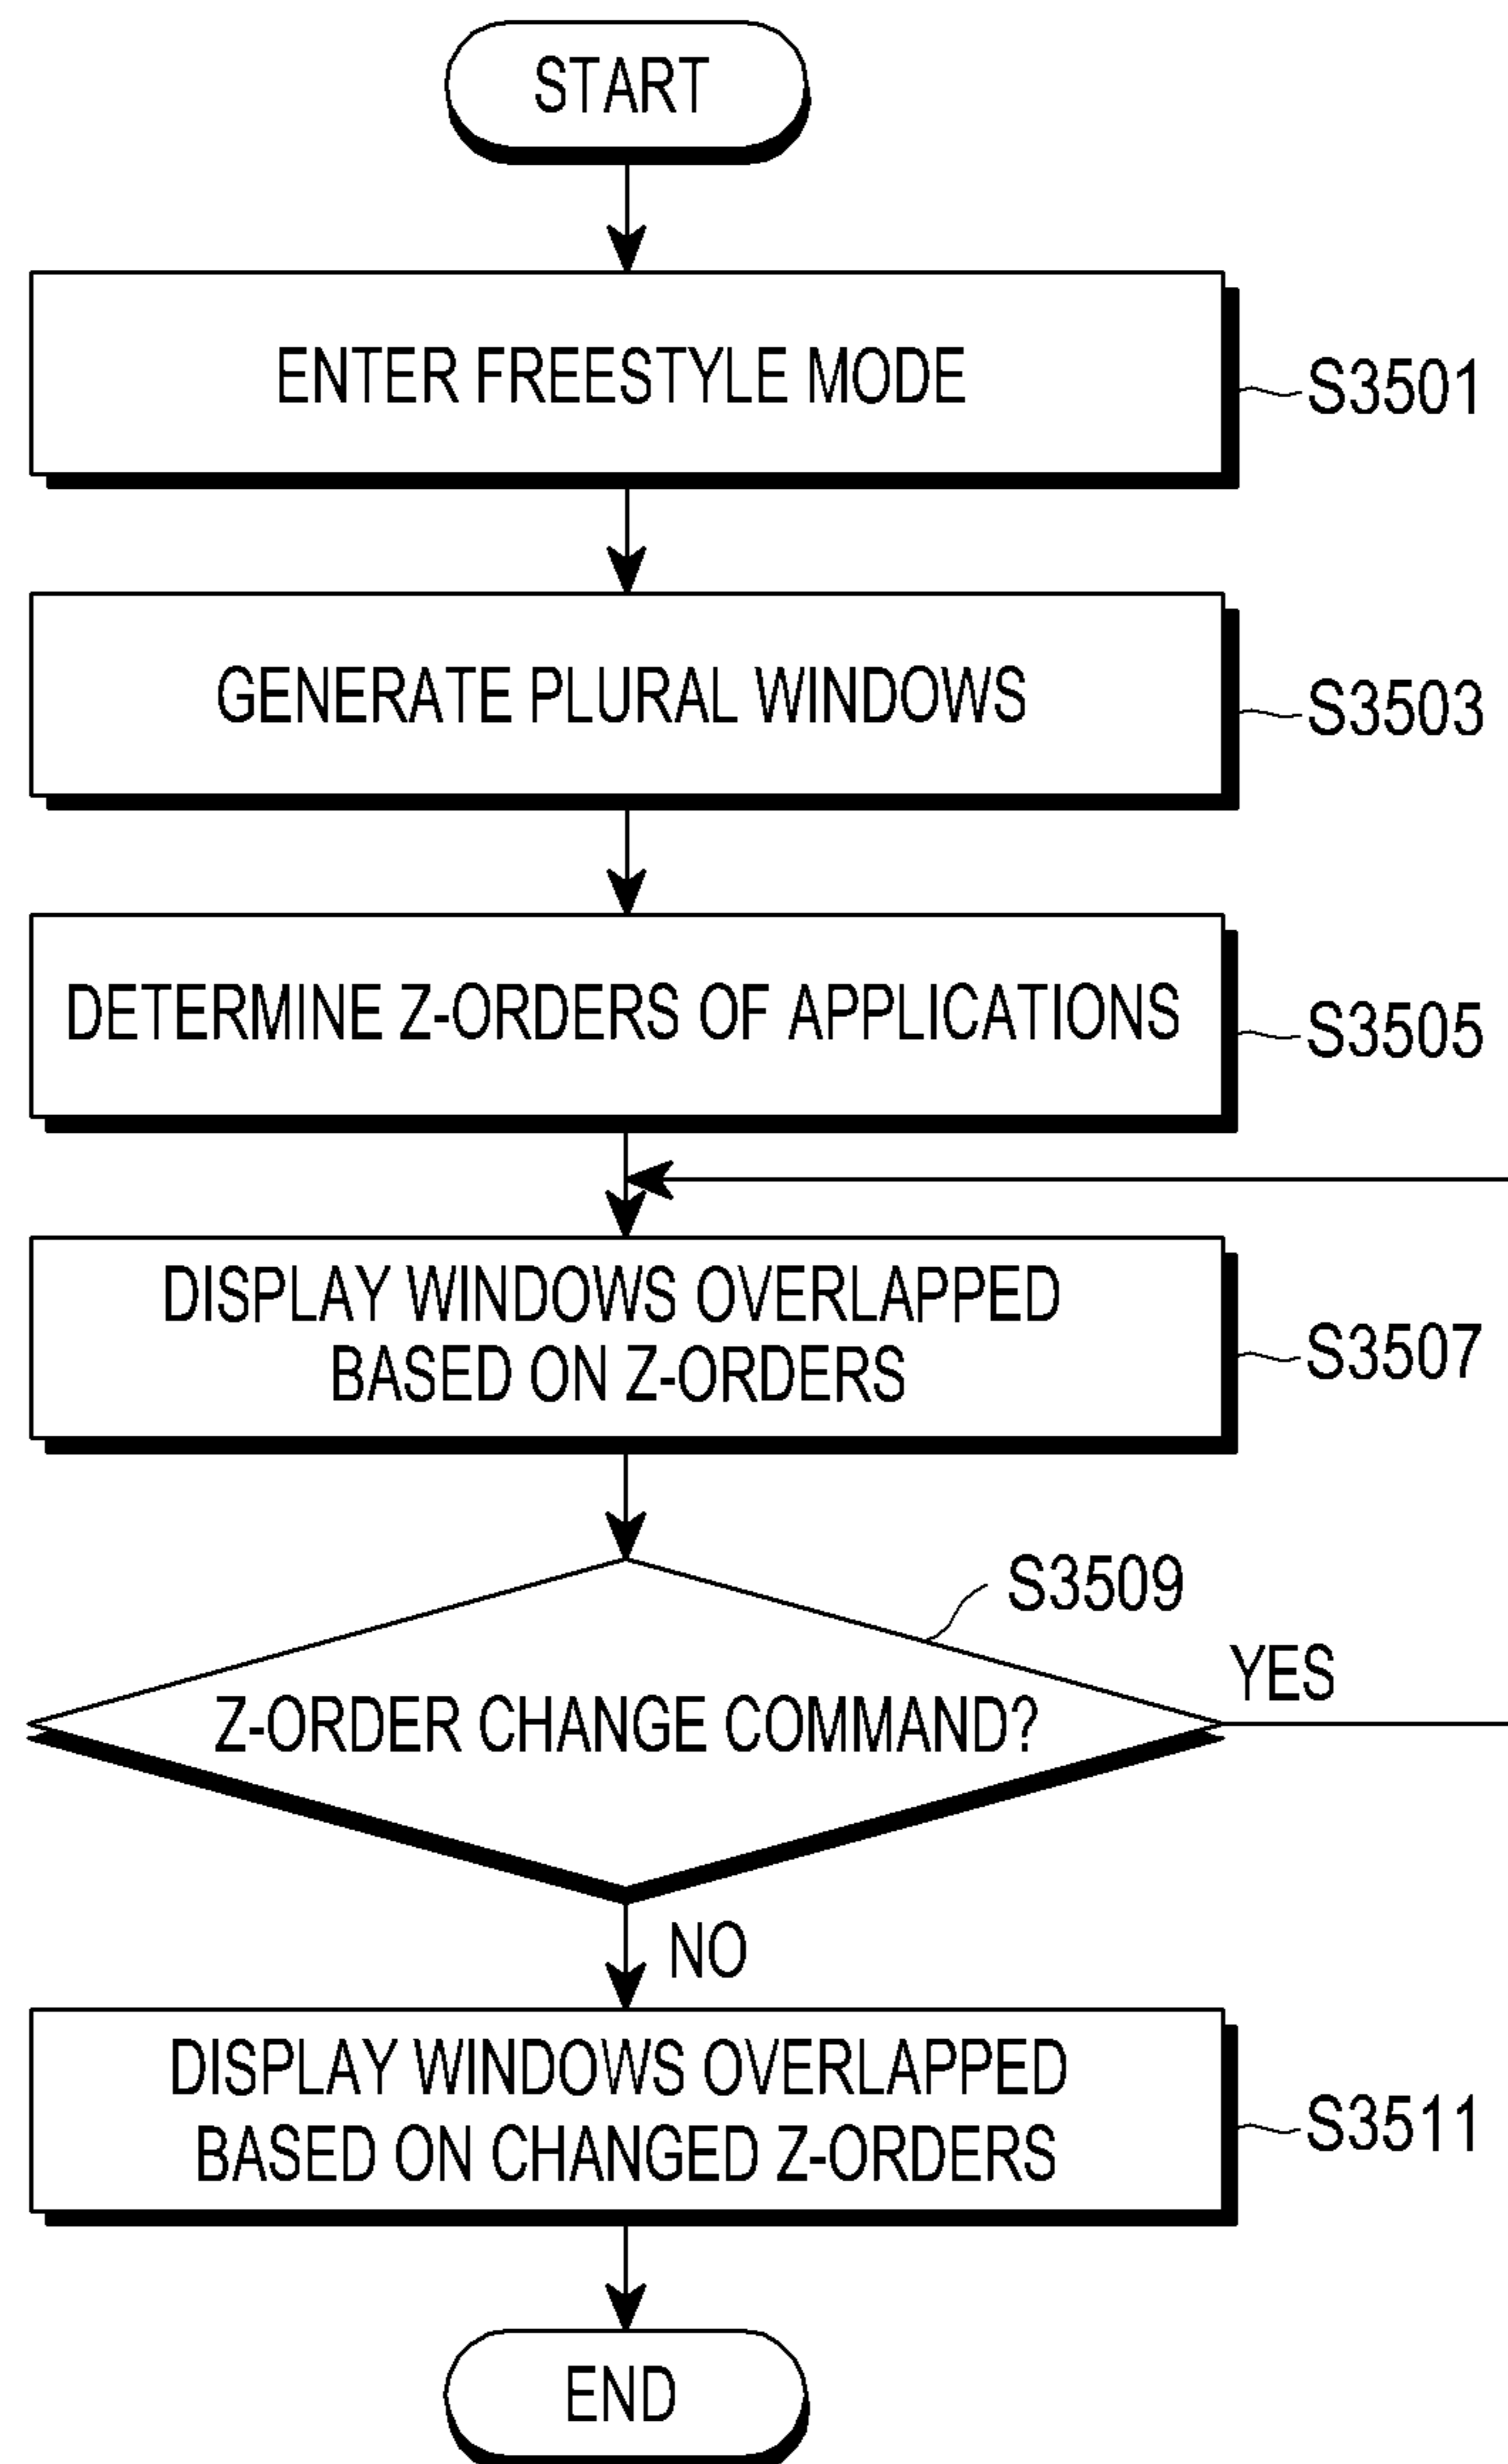 START
ENTER FREESTYLE MODE
S3501
GENERATE PLURAL WINDOWS
S3503
DETERMINE Z-ORDERS OF APPLICATIONS
S3505
DISPLAY WINDOWS OVERLAPPED
BASED ON Z-ORDERS
S3507
S3509
YES
Z-ORDER CHANGE COMMAND?
NO
DISPLAY WINDOWS OVERLAPPED
BASED ON CHANGED Z-ORDERS
S3511
END